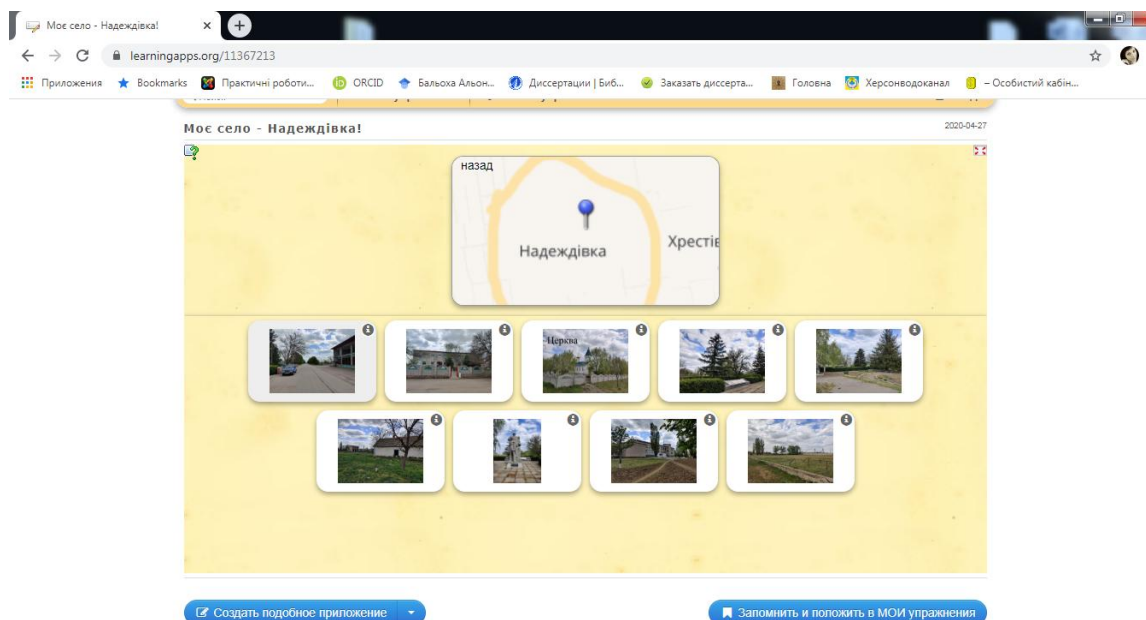 Моє село - Надеждівка!
learningapps.org/11367213
Приложения Bookmarks Практичні роботи... ORCID Бальоха Альон... Диссертации | Биб... Заказать диссерта... Головна Херсонводоканал – Особистий кабін...
Моє село - Надеждівка!
2020-04-27
назад
Надеждівка
Хрестів
Церква
Создать подобное приложение
Запомнить и положить в МОИ упражнения